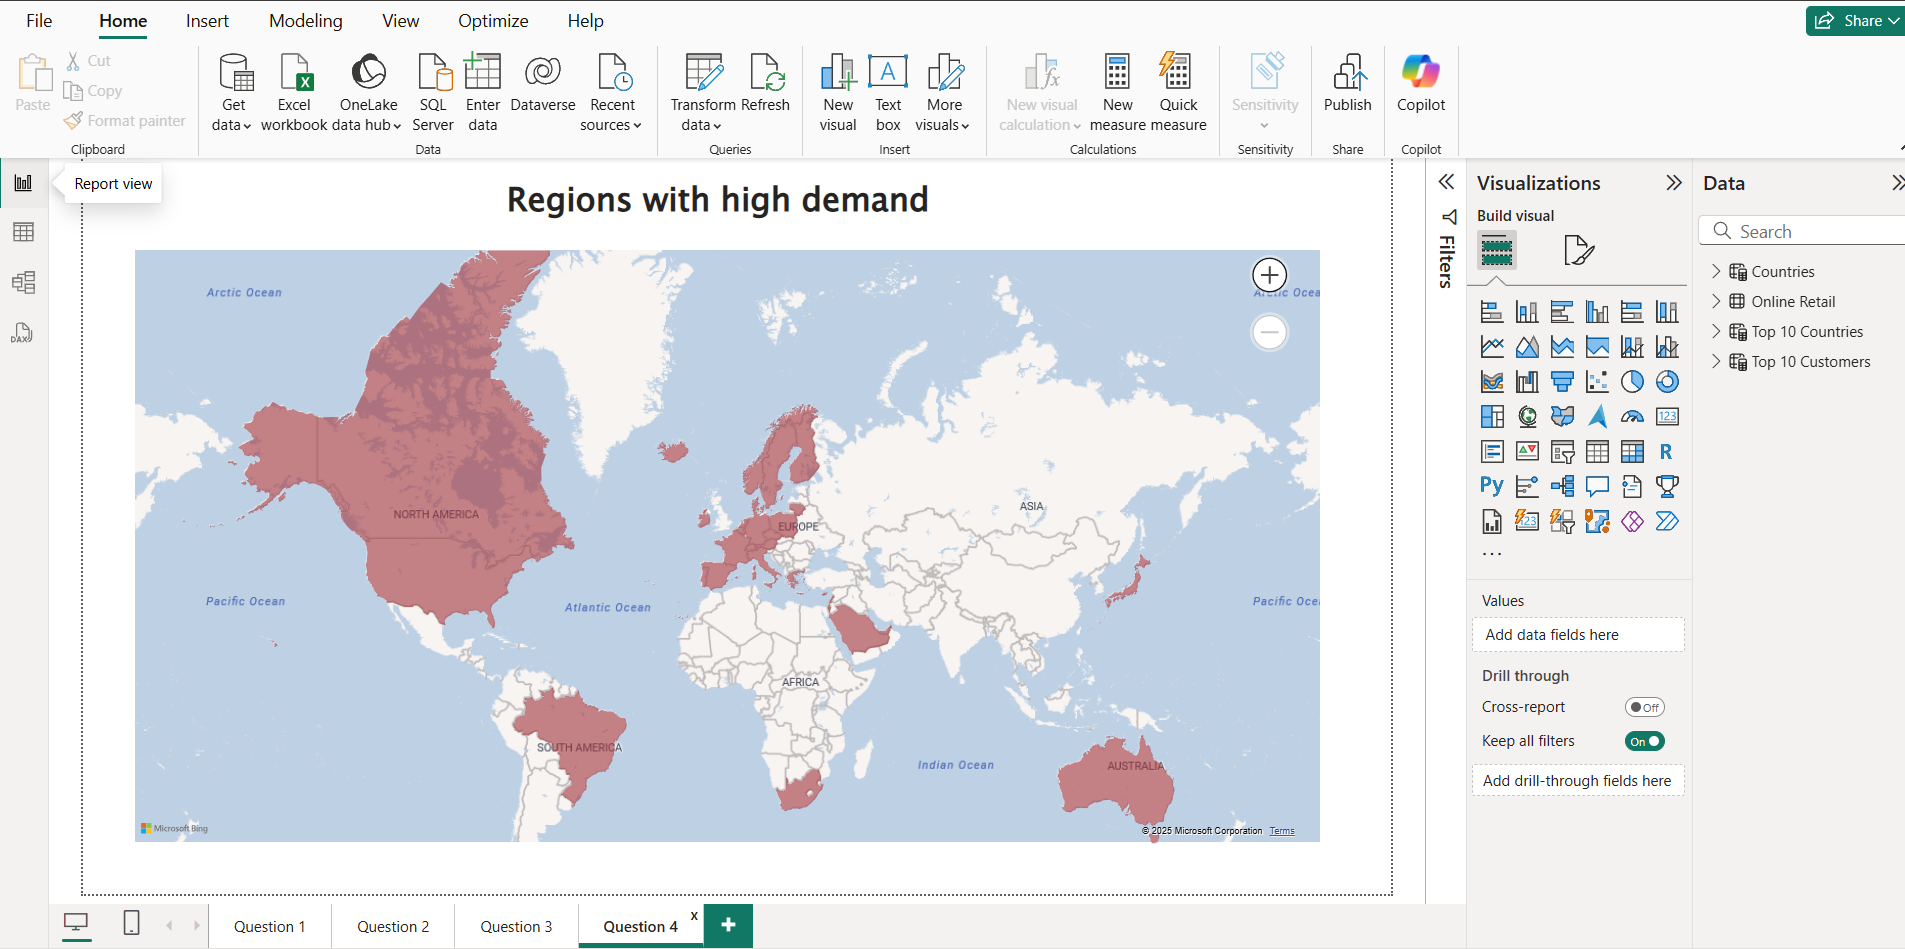 File Home Insert Modeling View Optimize Help Share
Paste
Cut
Copy
Format painter
Clipboard
Get data
Excel workbook
OneLake data hub
SQL Server
Enter data
Dataverse
Recent sources
Data
Transform data
Refresh
Queries
New visual
Text box
More visuals
Insert
New visual calculation
New measure
Quick measure
Calculations
Sensitivity
Sensitivity
Publish
Share
Copilot
Copilot
Report view
DAX
Regions with high demand
Arctic Ocean
Arctic Ocea
NORTH AMERICA
EUROPE
ASIA
Pacific Ocean
Atlantic Ocean
Pacific Oce
AFRICA
SOUTH AMERICA
Indian Ocean
AUSTRALIA
Microsoft Bing
© 2025 Microsoft Corporation Terms
Filters
Visualizations
Build visual
123
R
Py
123
...
Values
Add data fields here
Drill through
Cross-report Off
Keep all filters On
Add drill-through fields here
Data
Search
Countries
Online Retail
Top 10 Countries
Top 10 Customers
Question 1 Question 2 Question 3 Question 4 x +